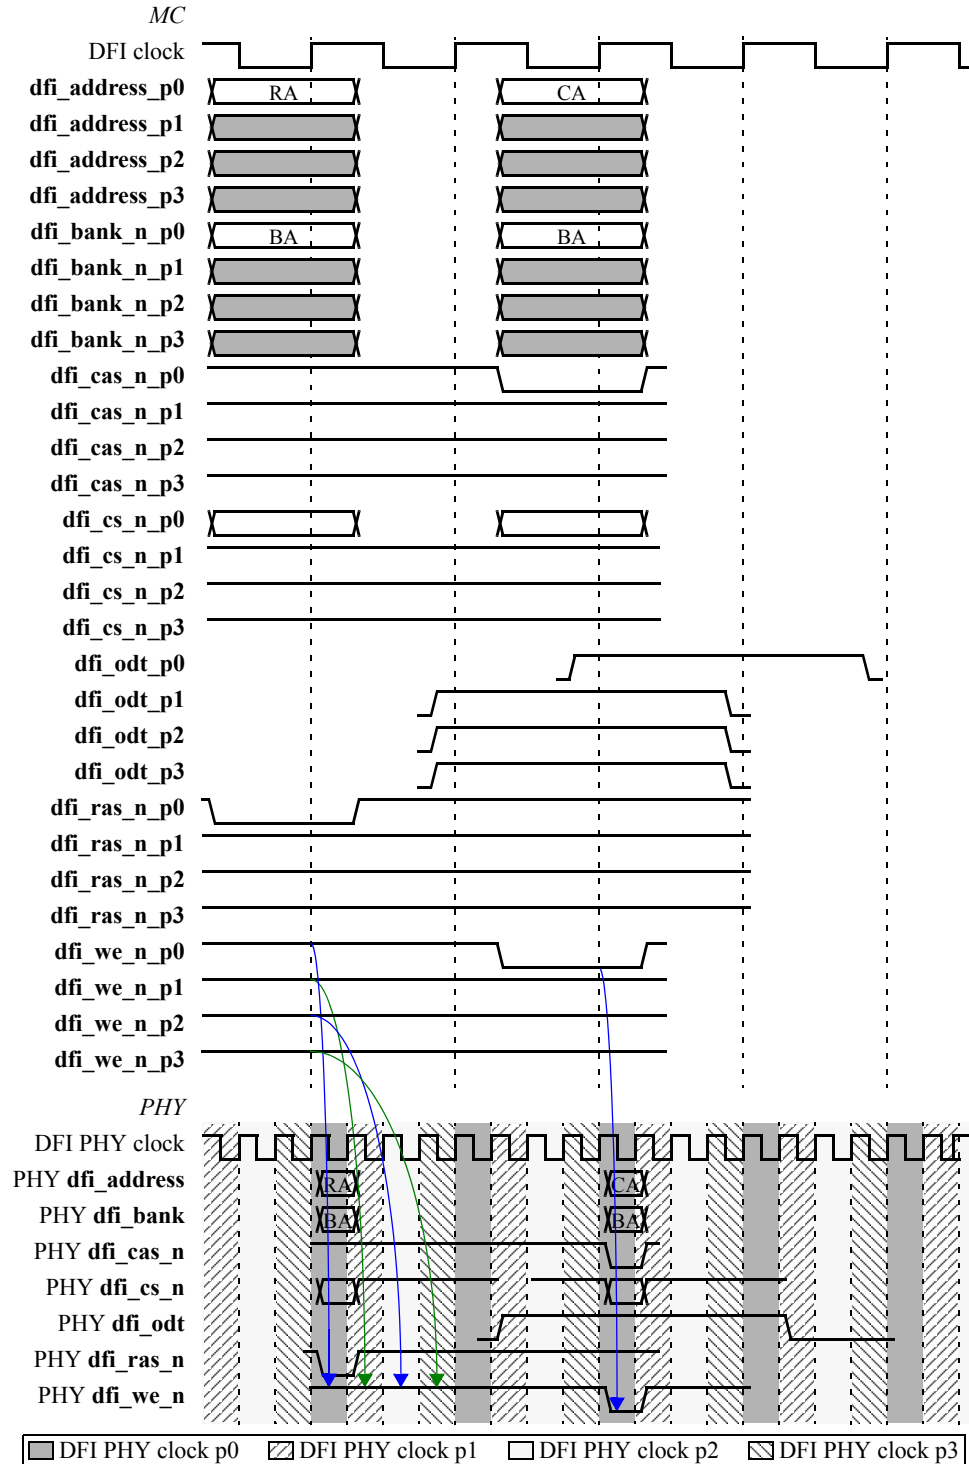 MC
DFI clock
dfi_address_p0 RA CA
dfi_address_p1
dfi_address_p2
dfi_address_p3
dfi_bank_n_p0 BA BA
dfi_bank_n_p1
dfi_bank_n_p2
dfi_bank_n_p3
dfi_cas_n_p0
dfi_cas_n_p1
dfi_cas_n_p2
dfi_cas_n_p3
dfi_cs_n_p0
dfi_cs_n_p1
dfi_cs_n_p2
dfi_cs_n_p3
dfi_odt_p0
dfi_odt_p1
dfi_odt_p2
dfi_odt_p3
dfi_ras_n_p0
dfi_ras_n_p1
dfi_ras_n_p2
dfi_ras_n_p3
dfi_we_n_p0
dfi_we_n_p1
dfi_we_n_p2
dfi_we_n_p3
PHY
DFI PHY clock
PHY dfi_address RA CA
PHY dfi_bank BA BA
PHY dfi_cas_n
PHY dfi_cs_n
PHY dfi_odt
PHY dfi_ras_n
PHY dfi_we_n
DFI PHY clock p0 DFI PHY clock p1 DFI PHY clock p2 DFI PHY clock p3